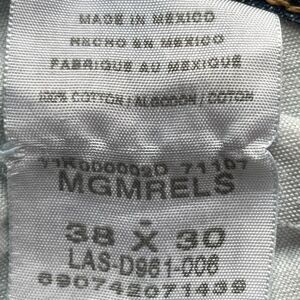 MADE IN MEXICO
HECHO EN MEXICO
FABRIQUE AU MEXIQUE
100% COTTON / ALGODON / COTON
MGMRELS
38 X 30
LAS-D961-006
690742071439